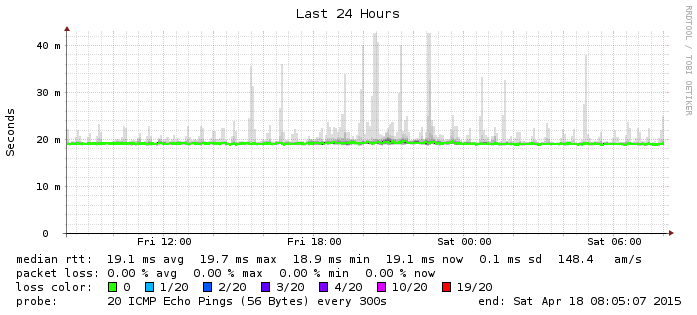 Last 24 Hours
RRDTOOL / TOBI OETIKER
Seconds
40 m
30 m
20 m
10 m
0
Fri 12:00 Fri 18:00 Sat 00:00 Sat 06:00
median rtt: 19.1 ms avg 19.7 ms max 18.9 ms min 19.1 ms now 0.1 ms sd 148.4 am/s
packet loss: 0.00 % avg 0.00 % max 0.00 % min 0.00 % now
loss color: 0 1/20 2/20 3/20 4/20 10/20 19/20
probe: 20 ICMP Echo Pings (56 Bytes) every 300s end: Sat Apr 18 08:05:07 2015